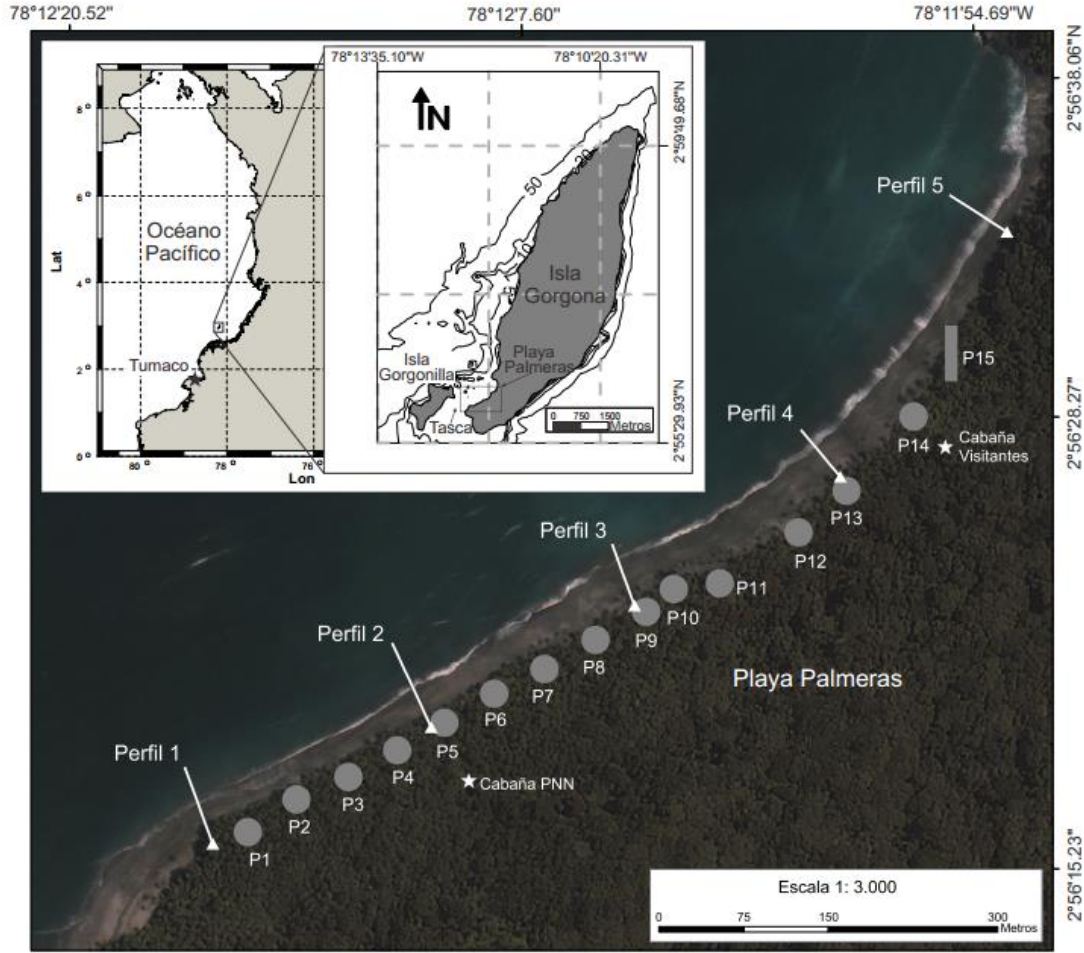 78°12'20.52"
78°12'7.60"
78°11'54.69"W
2°56'38.06"N
2°56'28.27"
2°56'15.23"
78°13'35.10"W
78°10'20.31"W
2°59'49.68"N
2°55'29.93"N
N
8°
6°
4°
2°
0°
80°
78°
76°
Lat
Lon
Océano
Pacífico
Tumaco
50
20
10
5
Isla
Gorgona
Isla
Gorgonilla
Playa
Palmeras
Tasca
0 750 1500
Metros
Perfil 5
P15
Perfil 4
P14
Cabaña
Visitantes
P13
Perfil 3
P12
P11
P10
P9
Perfil 2
P8
P7
Playa Palmeras
P6
P5
Perfil 1
P4
Cabaña PNN
P3
P2
P1
Escala 1: 3.000
0 75 150 300
Metros